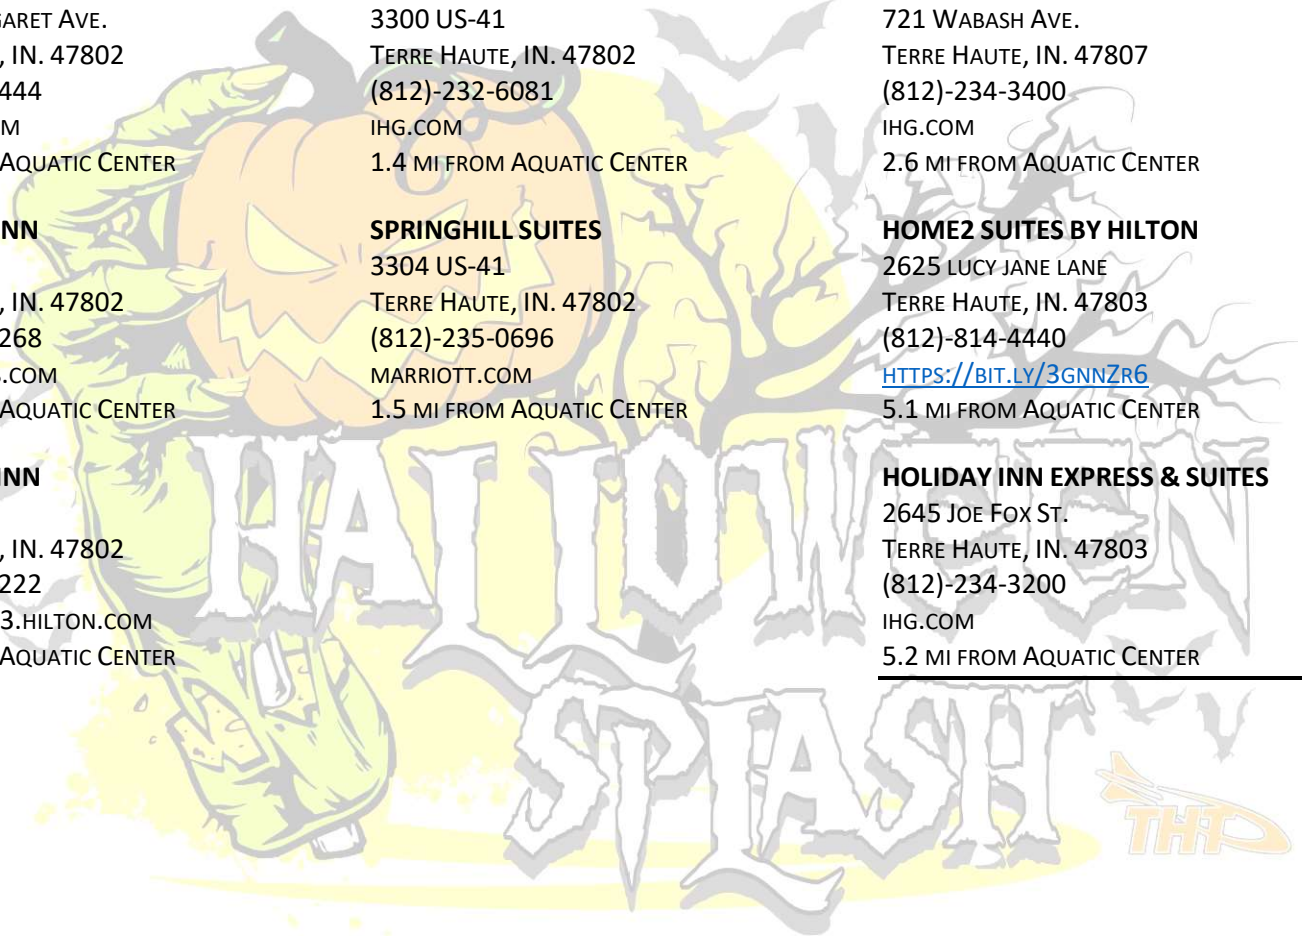 GARET AVE.
, IN. 47802
444
M
AQUATIC CENTER
NN
, IN. 47802
268
.COM
AQUATIC CENTER
INN
, IN. 47802
222
3.HILTON.COM
AQUATIC CENTER
3300 US-41
TERRE HAUTE, IN. 47802
(812)-232-6081
IHG.COM
1.4 MI FROM AQUATIC CENTER
SPRINGHILL SUITES
3304 US-41
TERRE HAUTE, IN. 47802
(812)-235-0696
MARRIOTT.COM
1.5 MI FROM AQUATIC CENTER
721 WABASH AVE.
TERRE HAUTE, IN. 47807
(812)-234-3400
IHG.COM
2.6 MI FROM AQUATIC CENTER
HOME2 SUITES BY HILTON
2625 LUCY JANE LANE
TERRE HAUTE, IN. 47803
(812)-814-4440
HTTPS://BIT.LY/3GNNZR6
5.1 MI FROM AQUATIC CENTER
HOLIDAY INN EXPRESS & SUITES
2645 JOE FOX ST.
TERRE HAUTE, IN. 47803
(812)-234-3200
IHG.COM
5.2 MI FROM AQUATIC CENTER
HALLOWEEN
SPLASH
THT